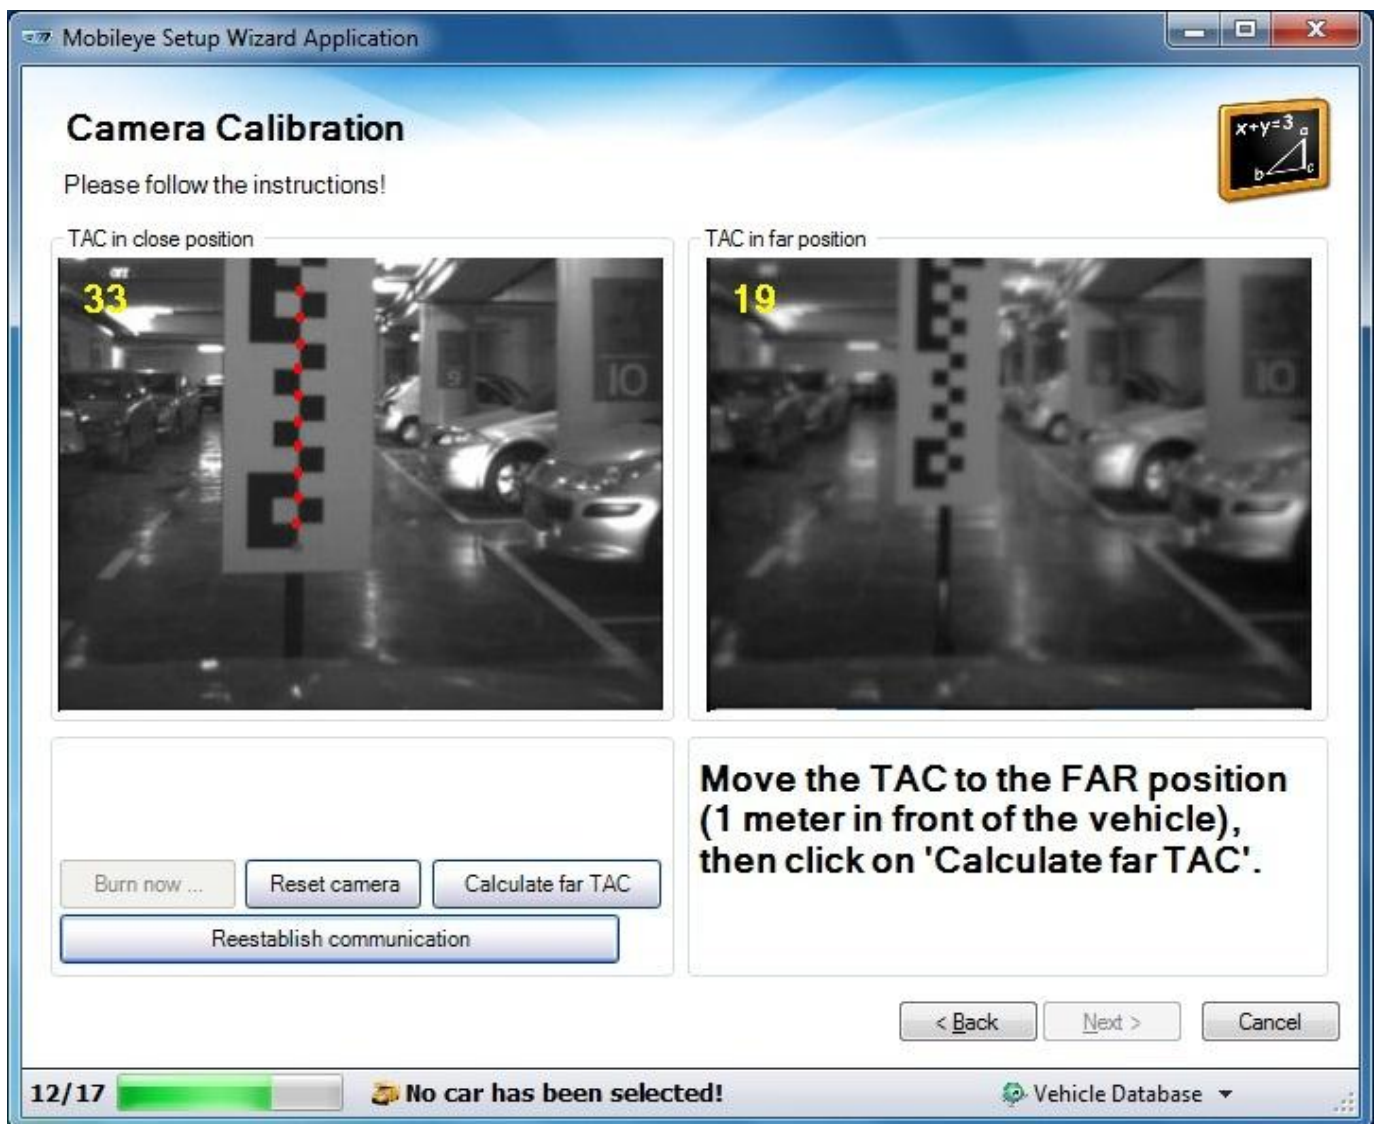 Mobileye Setup Wizard Application
Camera Calibration
x+y=3
a
b
c
Please follow the instructions!
TAC in close position
TAC in far position
33
19
9
10
10
Burn now ...
Reset camera
Calculate far TAC
Reestablish communication
Move the TAC to the FAR position
(1 meter in front of the vehicle),
then click on 'Calculate far TAC'.
< Back
Next >
Cancel
12/17
No car has been selected!
Vehicle Database